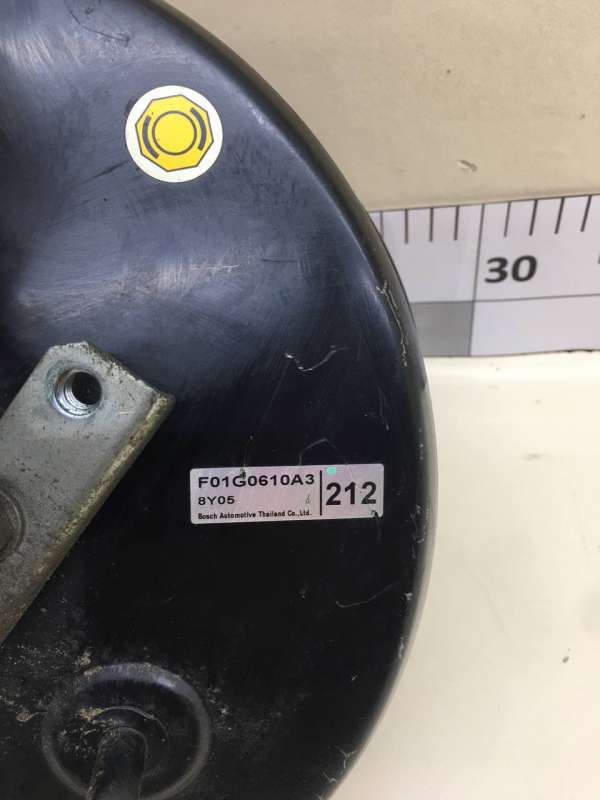 30
F01G0610A3
8Y05 d
212
Bosch Automotive Thailand Co.,Ltd.